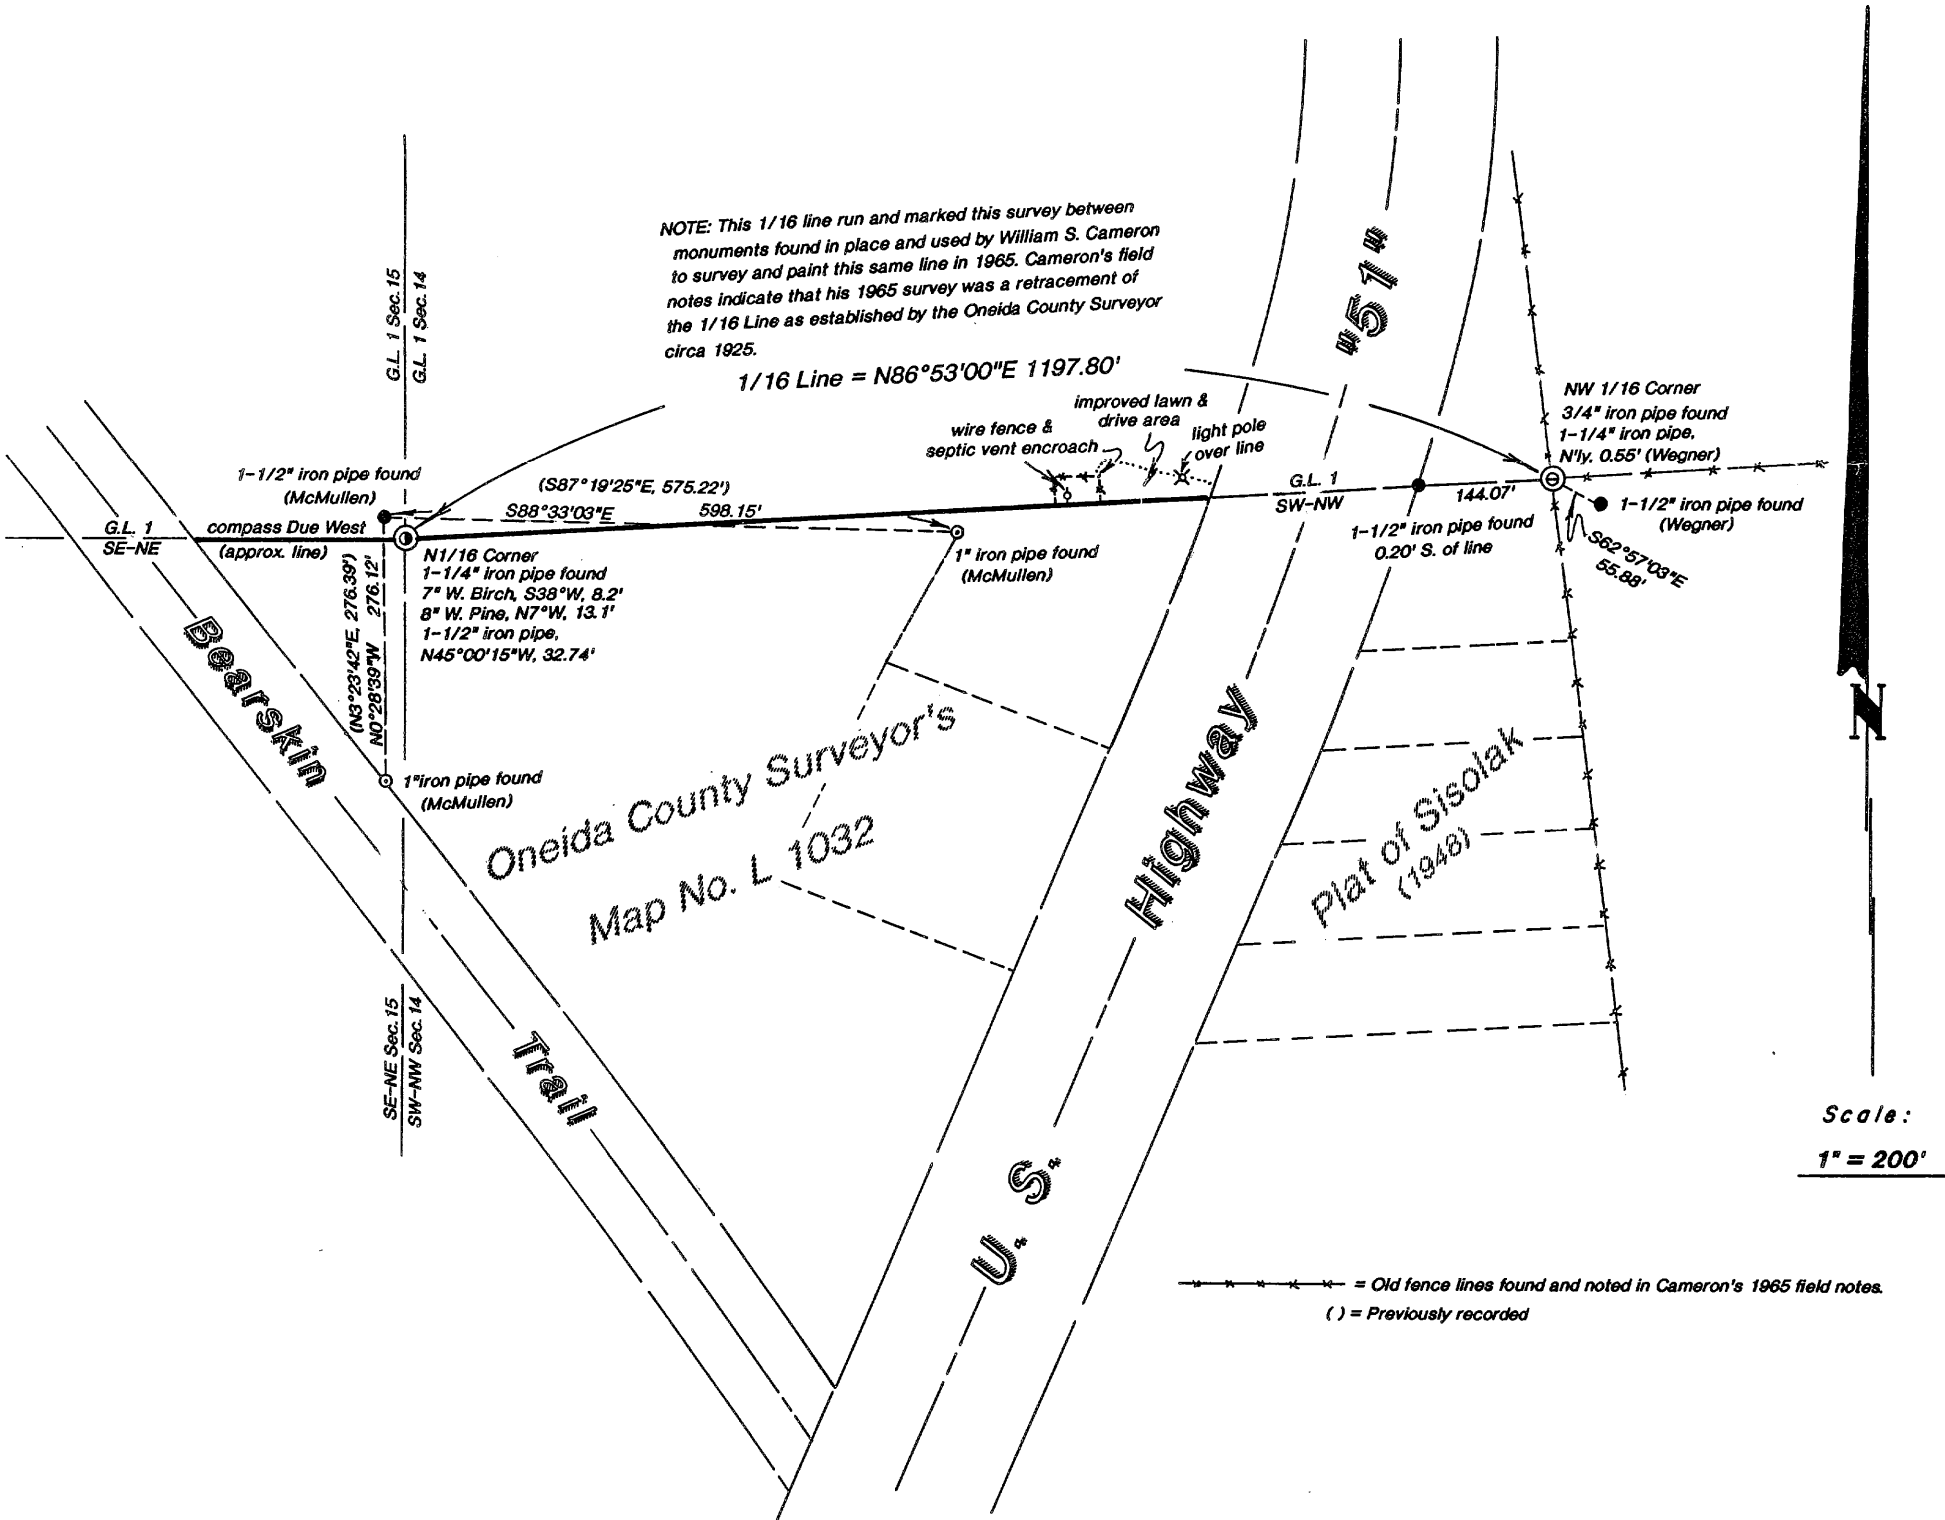 NOTE: This 1/16 line run and marked this survey between
monuments found in place and used by William S. Cameron
to survey and paint this same line in 1965. Cameron's field
notes indicate that his 1965 survey was a retracement of
the 1/16 Line as established by the Oneida County Surveyor
circa 1925.
1/16 Line = N86°53'00"E 1197.80'
G.L. 1 Sec.15
G.L. 1 Sec.14
"51"
NW 1/16 Corner
3/4" iron pipe found
1-1/4" iron pipe,
N'ly. 0.55' (Wegner)
improved lawn &
drive area
wire fence &
septic vent encroach
light pole
over line
1-1/2" iron pipe found
(McMullen)
(S87°19'25"E, 575.22')
S88°33'03"E 598.15'
G.L. 1
SW-NW
144.07'
1-1/2" iron pipe found
(Wegner)
S62°57'03"E
55.88'
1-1/2" iron pipe found
0.20' S. of line
G.L. 1
SE-NE
compass Due West
(approx. line)
N1/16 Corner
1-1/4" iron pipe found
7" W. Birch, S38°W, 8.2'
8" W. Pine, N7°W, 13.1'
1-1/2" iron pipe,
N45°00'15"W, 32.74'
1" iron pipe found
(McMullen)
(N3°23'42"E, 276.39')
N0°28'39"W 276.12'
1"iron pipe found
(McMullen)
Bearskin
Trail
Oneida County Surveyor's
Map No. L 1032
U. S.
Highway
Plat of Sisolak
(1946)
N
SE-NE Sec.15
SW-NW Sec.14
Scale:
1" = 200'
= Old fence lines found and noted in Cameron's 1965 field notes.
( ) = Previously recorded